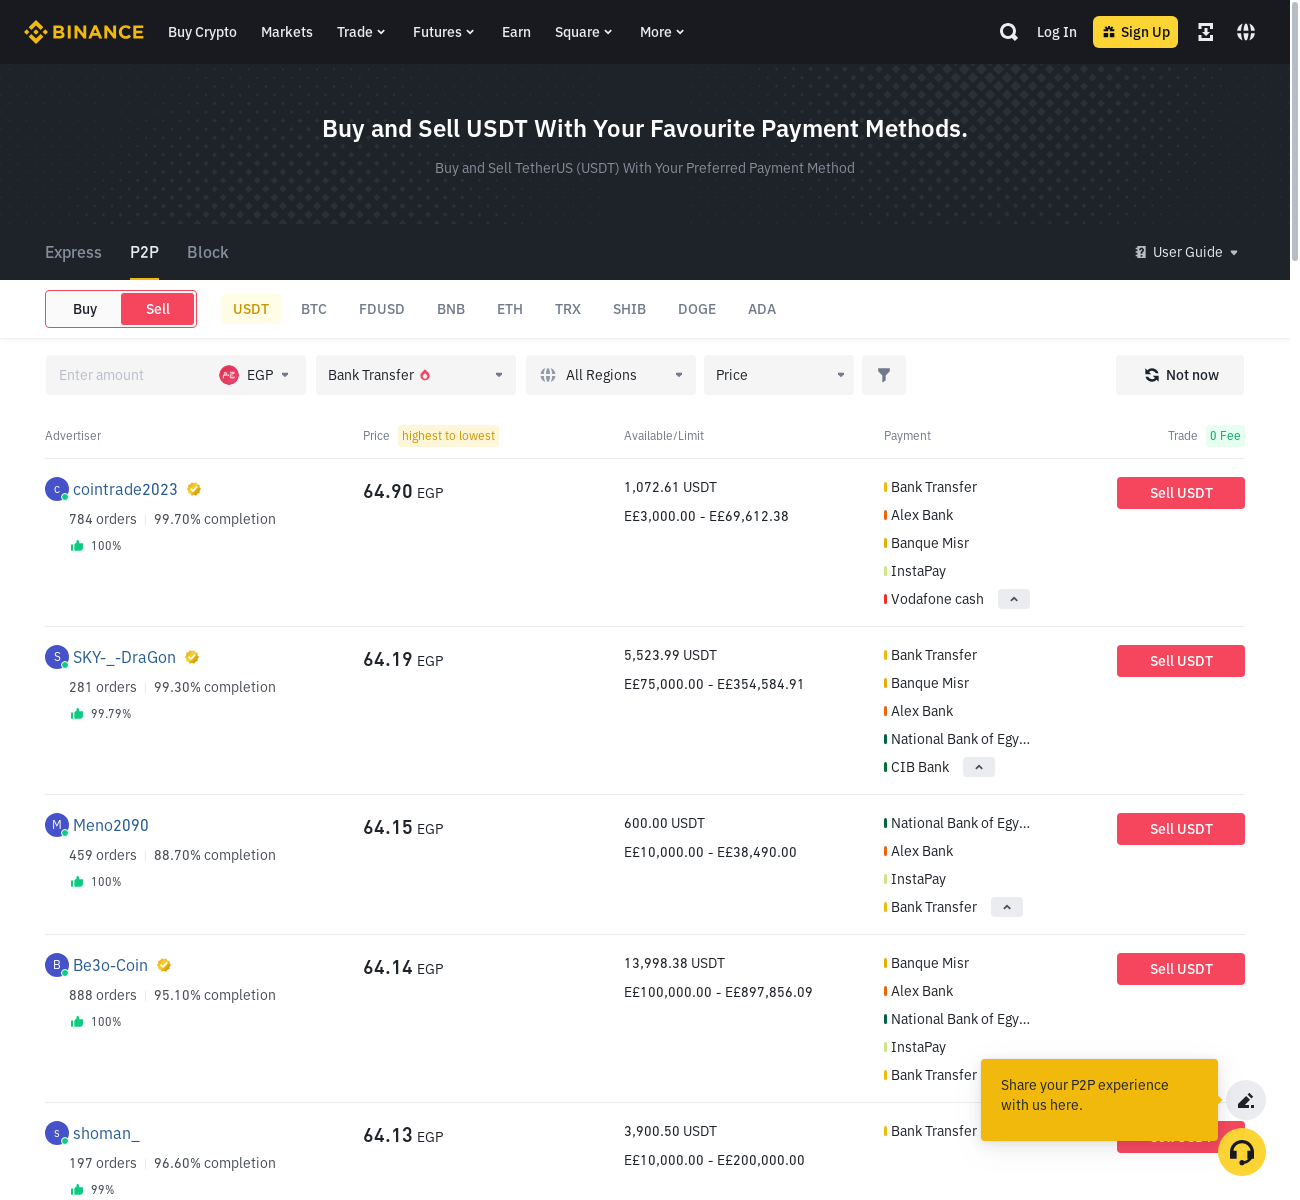 BINANCE Buy Crypto Markets Trade Futures Earn Square More Log In Sign Up
Buy and Sell USDT With Your Favourite Payment Methods.
Buy and Sell TetherUS (USDT) With Your Preferred Payment Method
Express P2P Block User Guide
Buy Sell USDT BTC FDUSD BNB ETH TRX SHIB DOGE ADA
Enter amount EGP Bank Transfer All Regions Price Not now
Advertiser Price highest to lowest Available/Limit Payment Trade 0 Fee
c cointrade2023 64.90 EGP 1,072.61 USDT Bank Transfer Sell USDT
784 orders 99.70% completion E£3,000.00 - E£69,612.38 Alex Bank
100% Banque Misr
InstaPay
Vodafone cash
S SKY-_-DraGon 64.19 EGP 5,523.99 USDT Bank Transfer Sell USDT
281 orders 99.30% completion E£75,000.00 - E£354,584.91 Banque Misr
99.79% Alex Bank
National Bank of Egy...
CIB Bank
M Meno2090 64.15 EGP 600.00 USDT National Bank of Egy... Sell USDT
459 orders 88.70% completion E£10,000.00 - E£38,490.00 Alex Bank
100% InstaPay
Bank Transfer
B Be3o-Coin 64.14 EGP 13,998.38 USDT Banque Misr Sell USDT
888 orders 95.10% completion E£100,000.00 - E£897,856.09 Alex Bank
100% National Bank of Egy...
InstaPay
Bank Transfer
Share your P2P experience
with us here.
s shoman_ 64.13 EGP 3,900.50 USDT Bank Transfer
197 orders 96.60% completion E£10,000.00 - E£200,000.00
99%